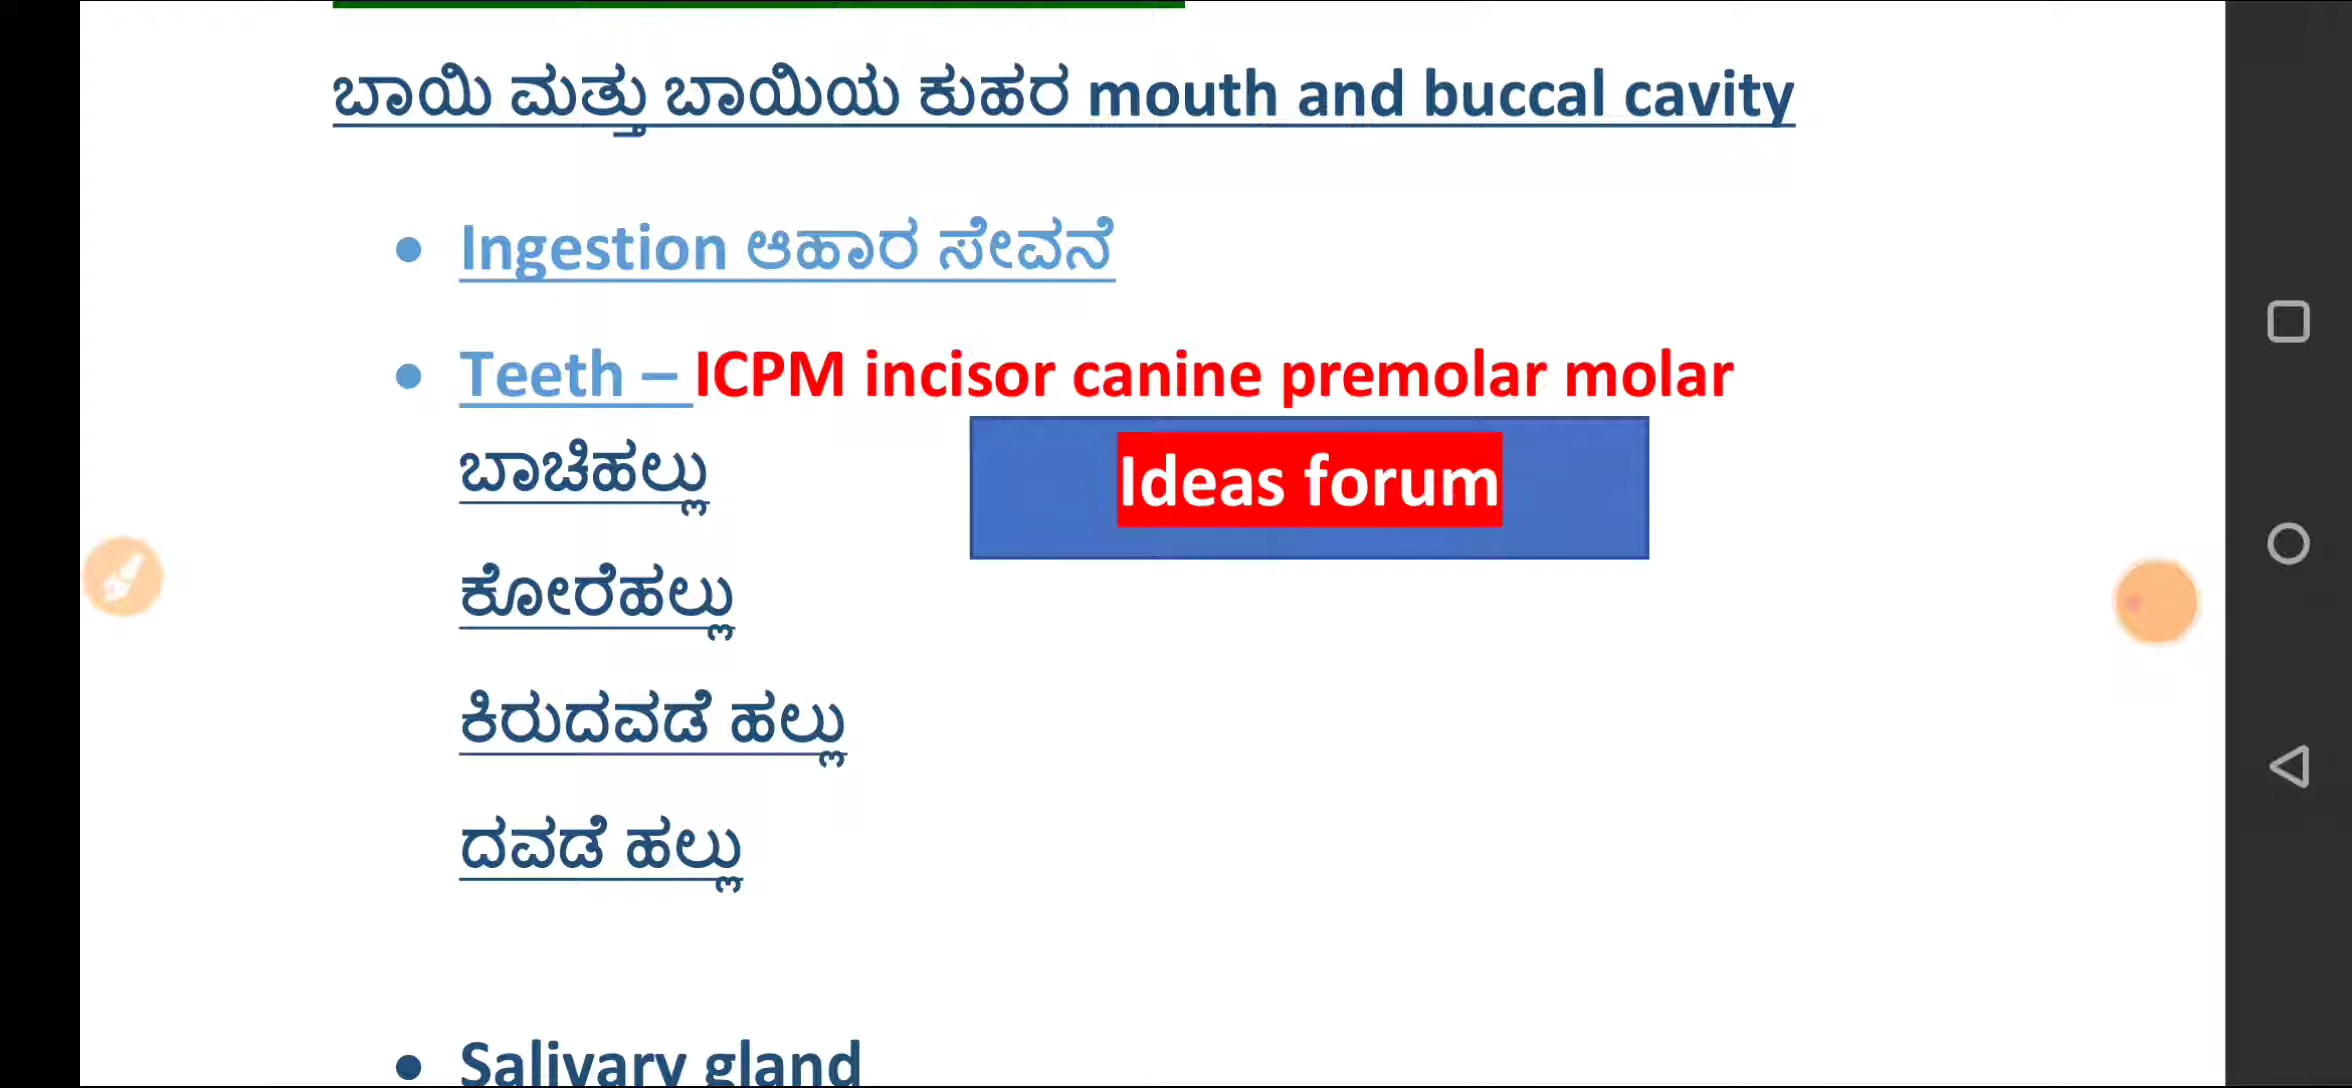 ಬಾಯಿ ಮತ್ತು ಬಾಯಿಯ ಕುಹರ mouth and buccal cavity
Ingestion ಆಹಾರ ಸೇವನೆ
Teeth – ICPM incisor canine premolar molar
ಬಾಚಿಹಲ್ಲು
Ideas forum
ಕೋರೆಹಲ್ಲು
ಕಿರುದವಡೆ ಹಲ್ಲು
ದವಡೆ ಹಲ್ಲು
Salivary gland